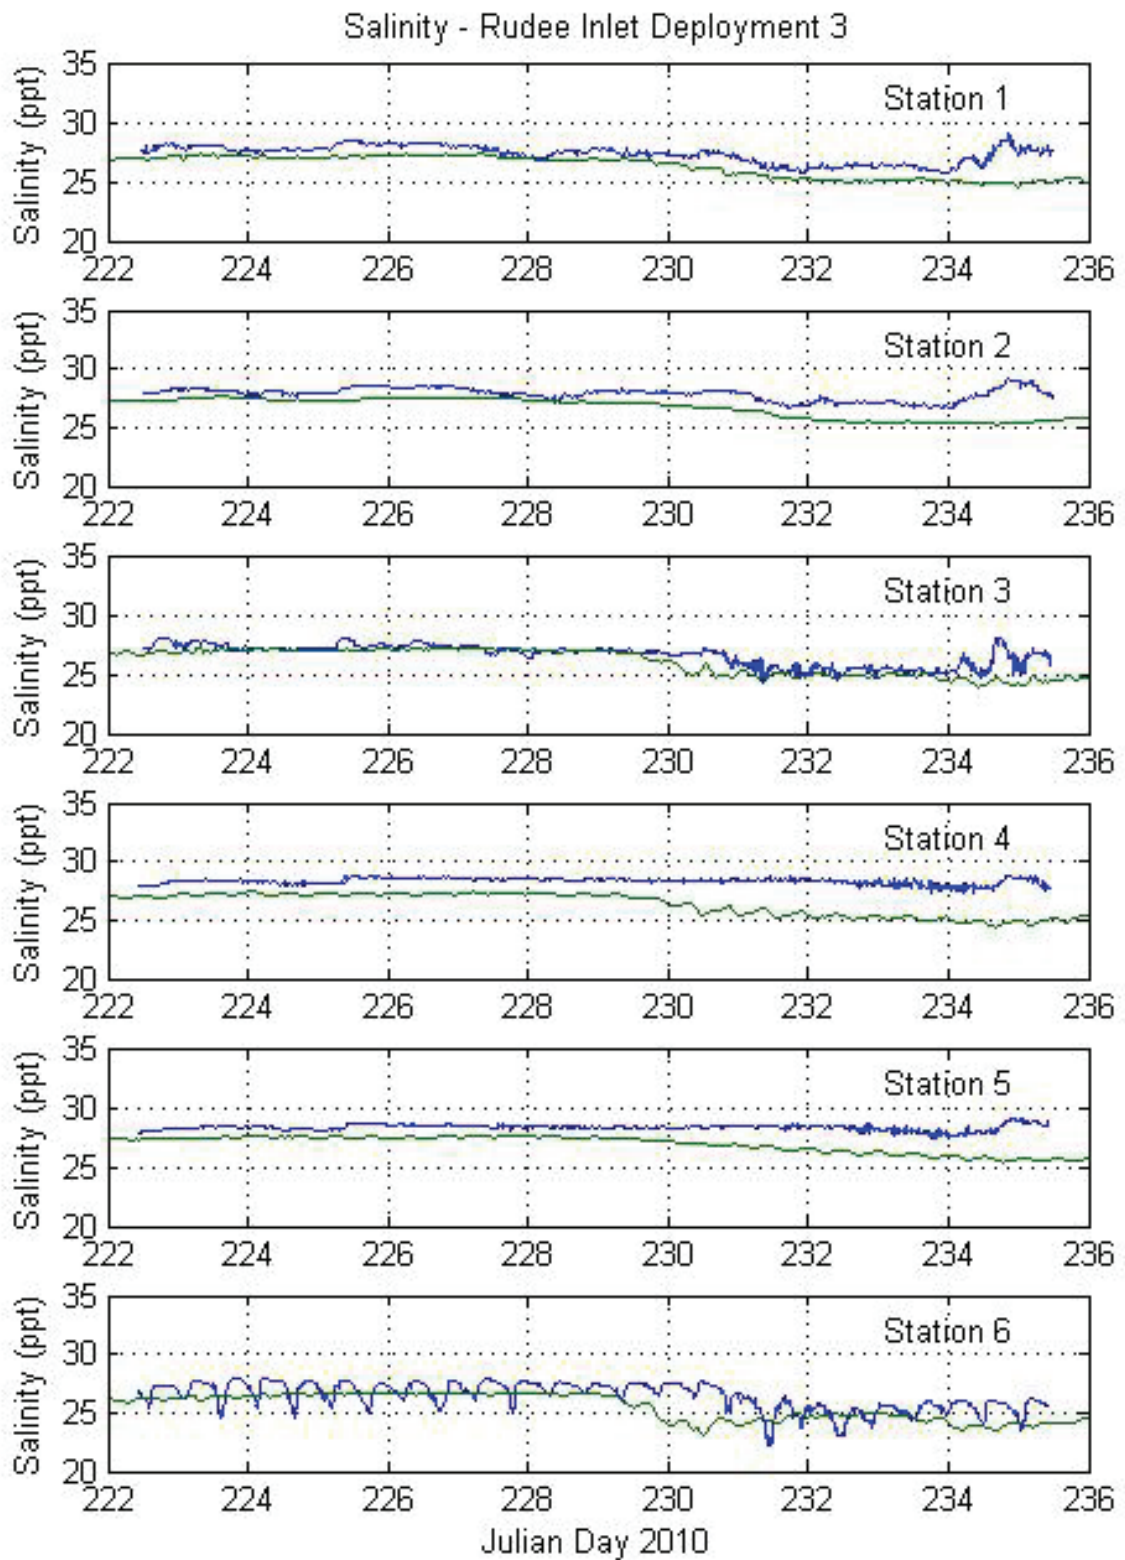 Salinity - Rudee Inlet Deployment 3
35
30
25
20
Salinity (ppt)
Station 1
222 224 226 228 230 232 234 236
35
30
25
20
Salinity (ppt)
Station 2
222 224 226 228 230 232 234 236
35
30
25
20
Salinity (ppt)
Station 3
222 224 226 228 230 232 234 236
35
30
25
20
Salinity (ppt)
Station 4
222 224 226 228 230 232 234 236
35
30
25
20
Salinity (ppt)
Station 5
222 224 226 228 230 232 234 236
35
30
25
20
Salinity (ppt)
Station 6
222 224 226 228 230 232 234 236
Julian Day 2010